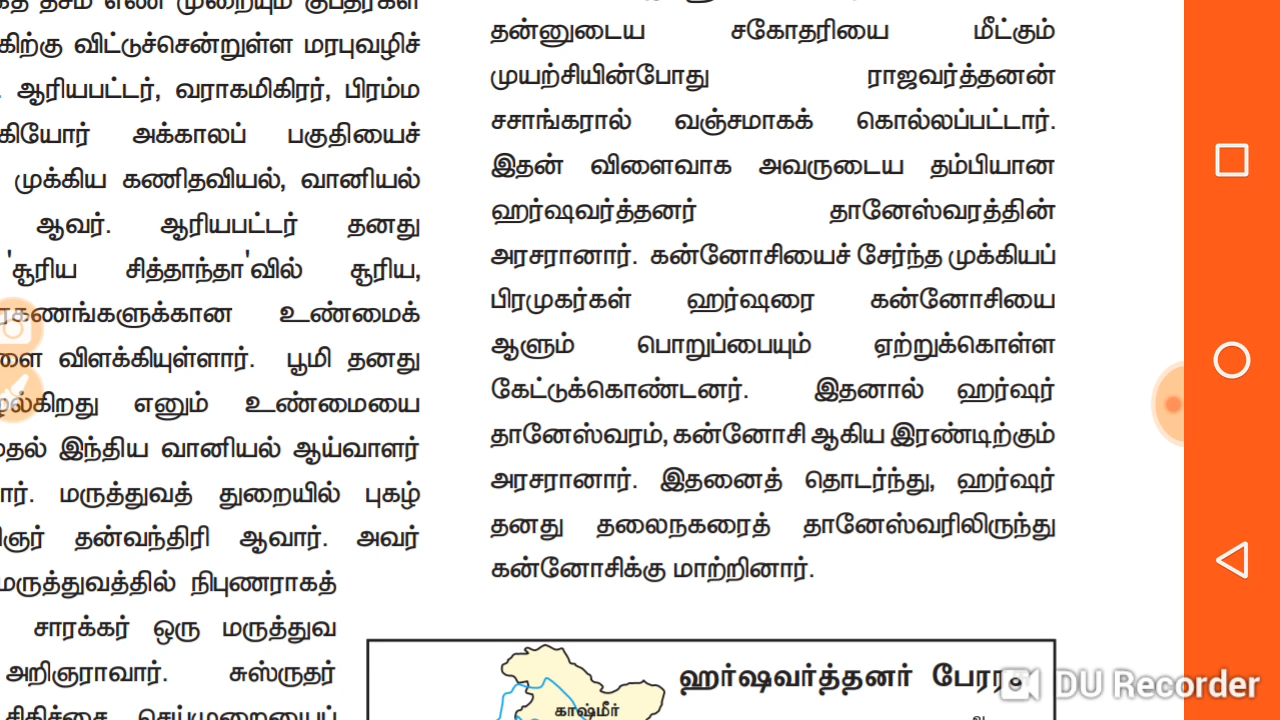 தசம எண் முறையும் குப்தர்கள்
விட்டுச்சென்றுள்ள மரபுவழிச்
ஆரியபட்டர், வராகமிகிரர், பிரம்ம
அக்காலப் பகுதியைச்
முக்கிய கணிதவியல், வானியல்
ஆவர். ஆரியபட்டர் தனது
'சூரிய சித்தாந்தா'வில் சூரிய,
உண்மைக்
விளக்கியுள்ளார். பூமி தனது
எனும் உண்மையை
இந்திய வானியல் ஆய்வாளர்
மருத்துவத் துறையில் புகழ்
தன்வந்திரி ஆவார். அவர்
மருத்துவத்தில் நிபுணராகத்
சாரக்கர் ஒரு மருத்துவ
அறிஞராவார். சுஸ்ருதர்
சிகிச்சை செய்முறையைப்
தன்னுடைய சகோதரியை மீட்கும்
முயற்சியின்போது ராஜவர்த்தனன்
சசாங்கரால் வஞ்சமாகக் கொல்லப்பட்டார்.
இதன் விளைவாக அவருடைய தம்பியான
ஹர்ஷவர்த்தனர் தானேஸ்வரத்தின்
அரசரானார். கன்னோசியைச் சேர்ந்த முக்கியப்
பிரமுகர்கள் ஹர்ஷரை கன்னோசியை
ஆளும் பொறுப்பையும் ஏற்றுக்கொள்ள
கேட்டுக்கொண்டனர். இதனால் ஹர்ஷர்
தானேஸ்வரம், கன்னோசி ஆகிய இரண்டிற்கும்
அரசரானார். இதனைத் தொடர்ந்து, ஹர்ஷர்
தனது தலைநகரைத் தானேஸ்வரிலிருந்து
கன்னோசிக்கு மாற்றினார்.
ஹர்ஷவர்த்தனர்
காஷ்மீர்
DU Recorder